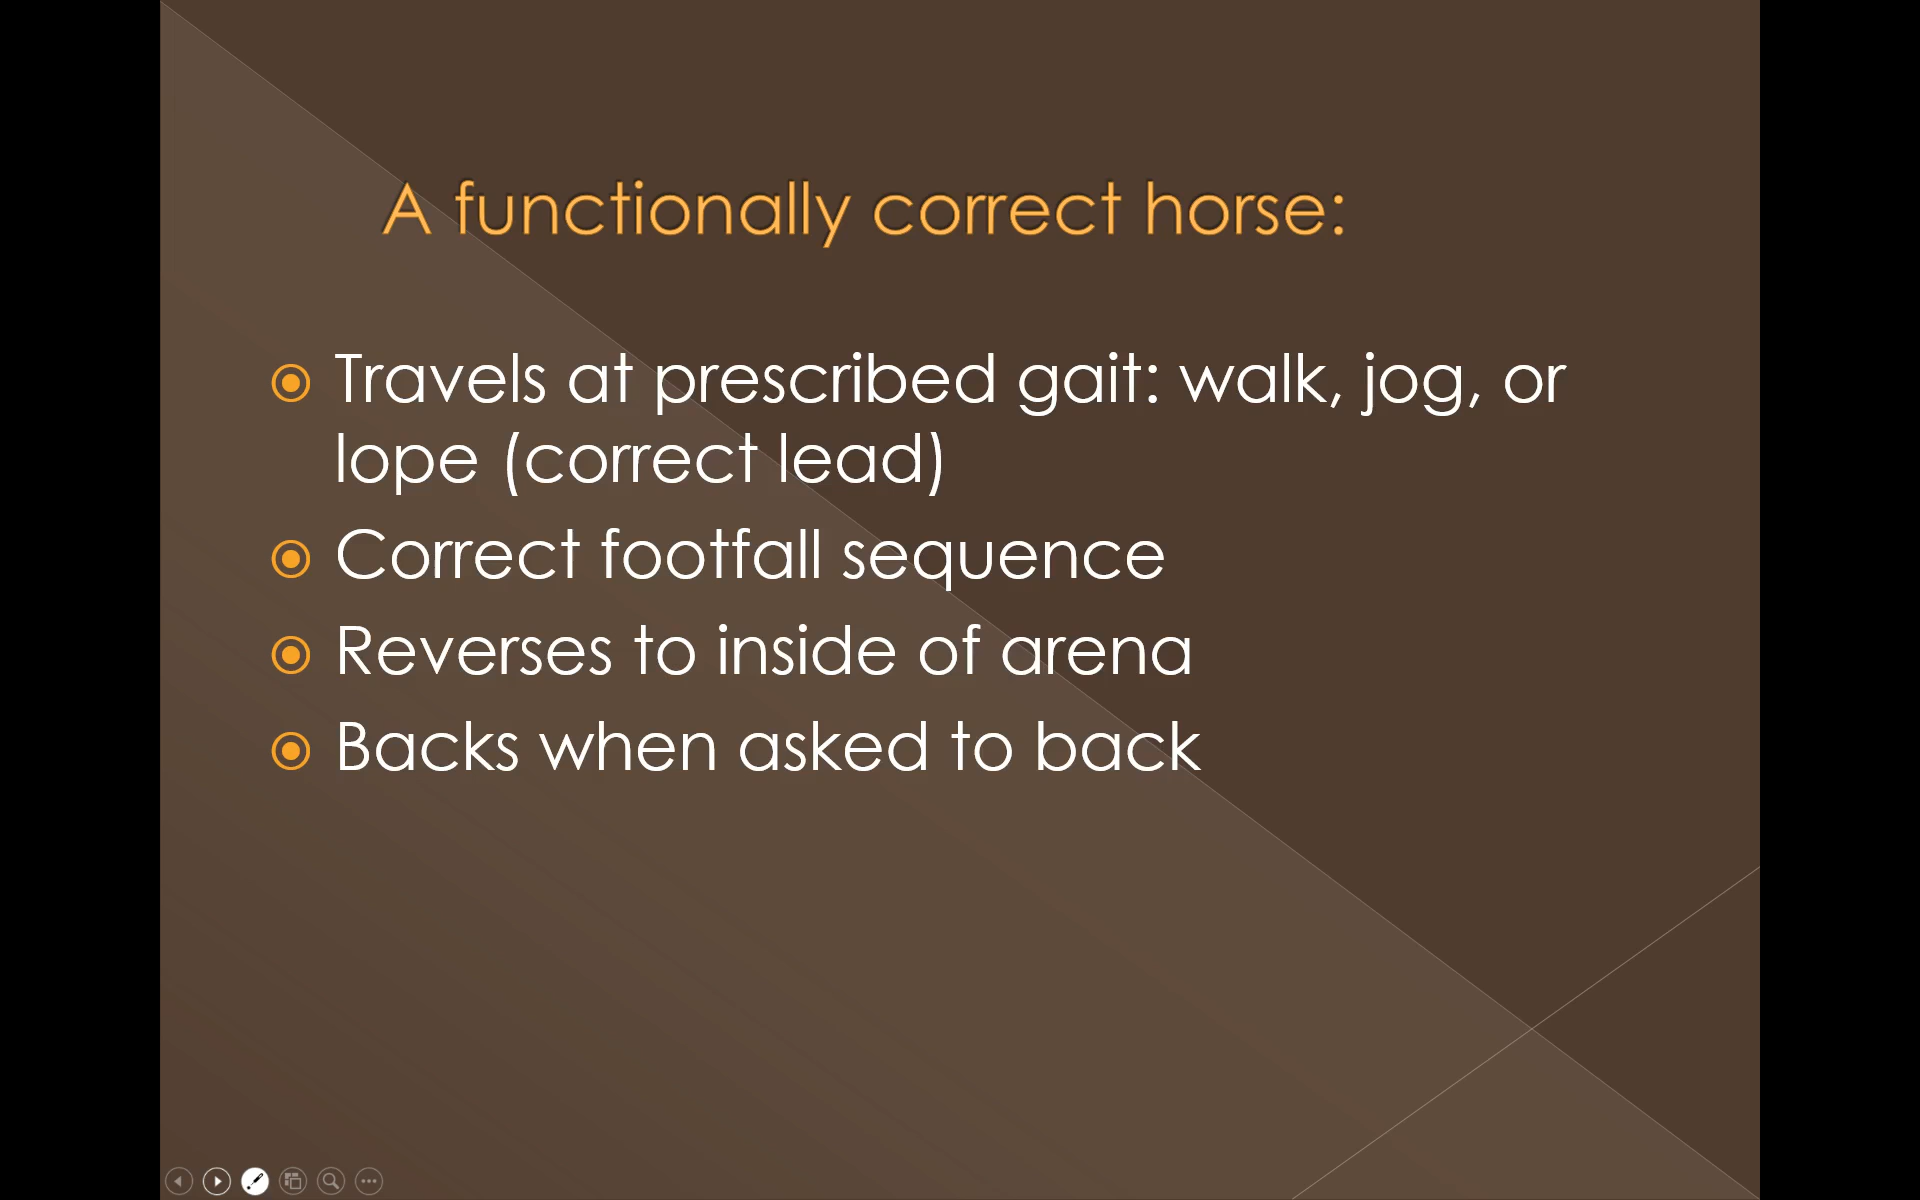 A functionally correct horse:
Travels at prescribed gait: walk, jog, or
lope (correct lead)
Correct footfall sequence
Reverses to inside of arena
Backs when asked to back